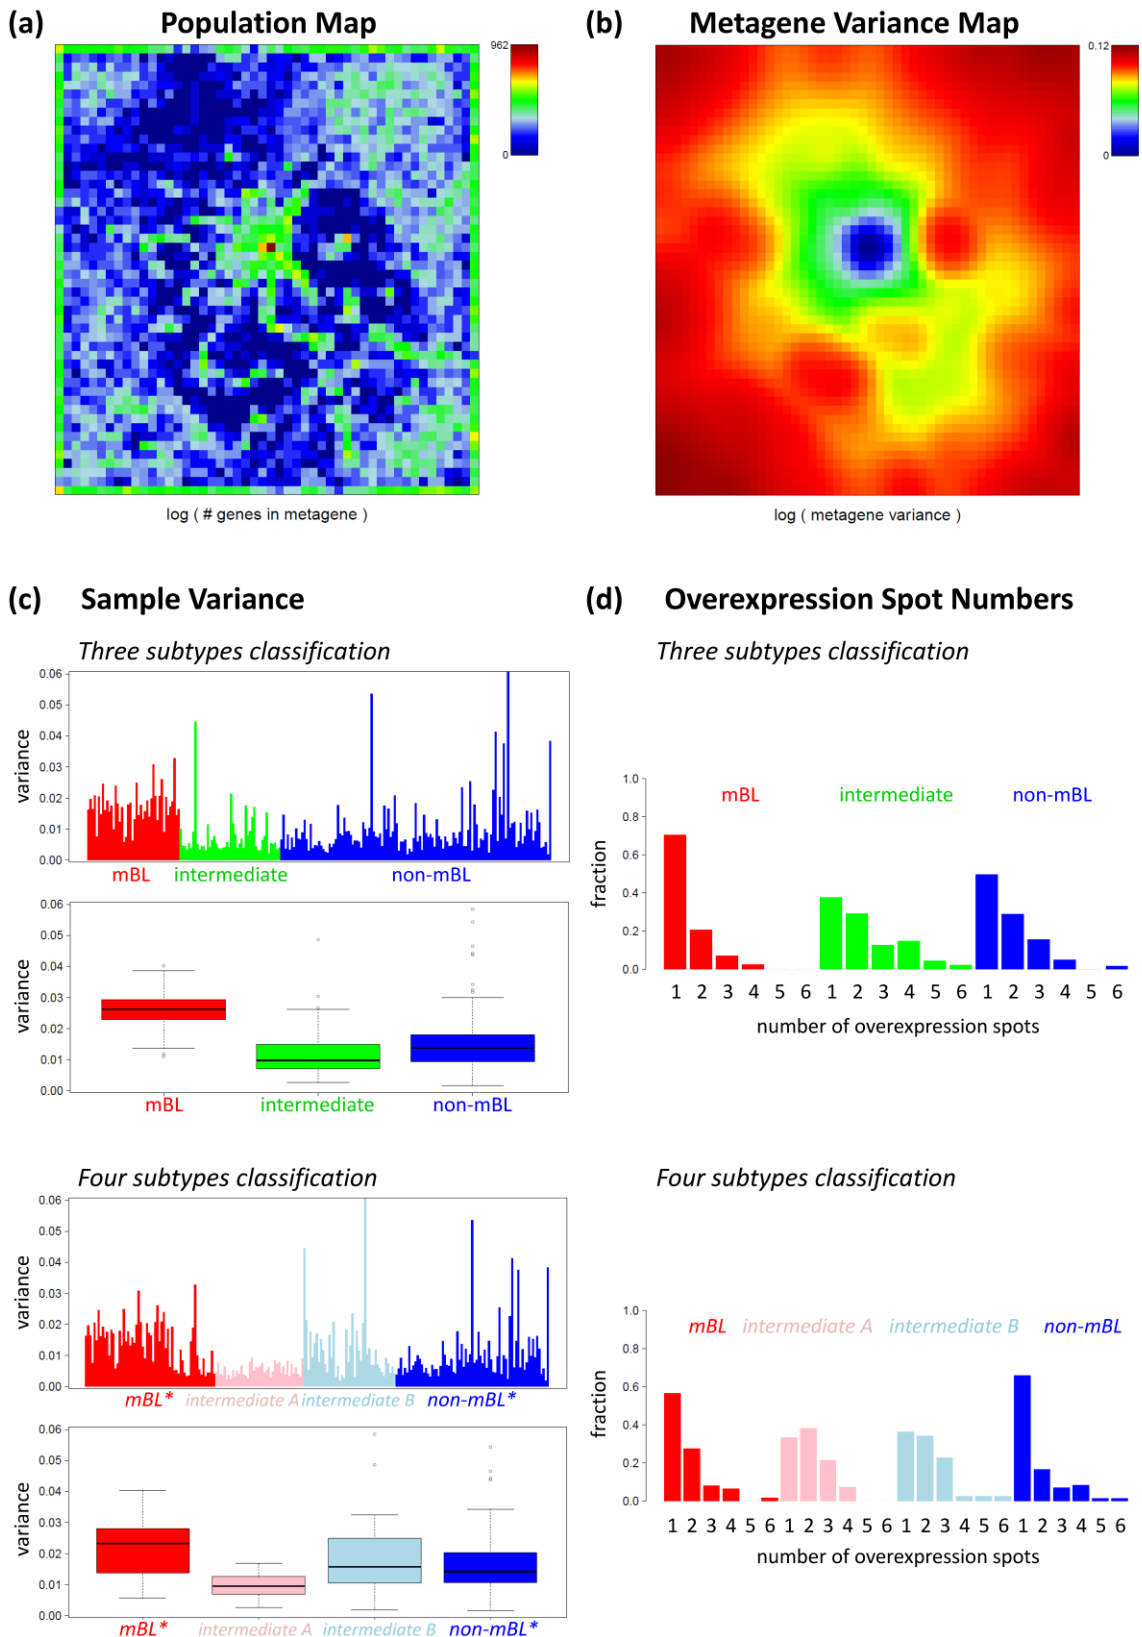 (a) Population Map
962
0
log ( # genes in metagene )
(b) Metagene Variance Map
0.12
0
log ( metagene variance )
(c) Sample Variance
Three subtypes classification
variance
0.06
0.05
0.04
0.03
0.02
0.01
0.00
mBL intermediate non-mBL
variance
0.06
0.05
0.04
0.03
0.02
0.01
0.00
mBL intermediate non-mBL
Four subtypes classification
variance
0.06
0.05
0.04
0.03
0.02
0.01
0.00
mBL* intermediate A intermediate B non-mBL*
variance
0.06
0.05
0.04
0.03
0.02
0.01
0.00
mBL* intermediate A intermediate B non-mBL*
(d) Overexpression Spot Numbers
Three subtypes classification
mBL intermediate non-mBL
fraction
1.0
0.8
0.6
0.4
0.2
0.0
1 2 3 4 5 6 1 2 3 4 5 6 1 2 3 4 5 6
number of overexpression spots
Four subtypes classification
mBL intermediate A intermediate B non-mBL
fraction
1.0
0.8
0.6
0.4
0.2
0.0
1 2 3 4 5 6 1 2 3 4 5 6 1 2 3 4 5 6 1 2 3 4 5 6
number of overexpression spots